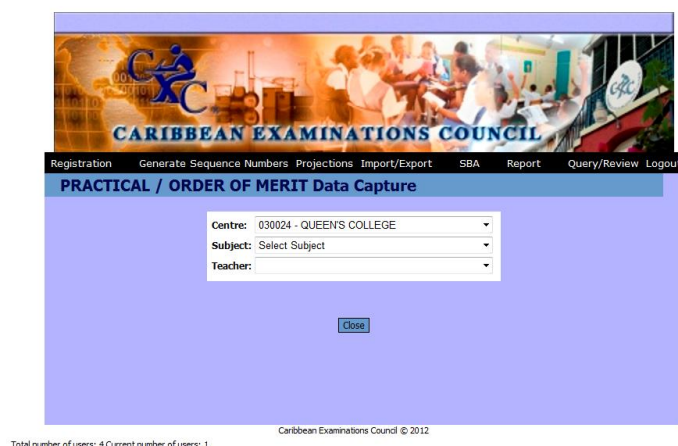 CXC
CXC
CARIBBEAN EXAMINATIONS COUNCIL
Registration Generate Sequence Numbers Projections Import/Export SBA Report Query/Review Logout
PRACTICAL / ORDER OF MERIT Data Capture
Centre: 030024 - QUEEN'S COLLEGE
Subject: Select Subject
Teacher:
Close
Caribbean Examinations Council © 2012
Total number of users: 4 Current number of users: 1